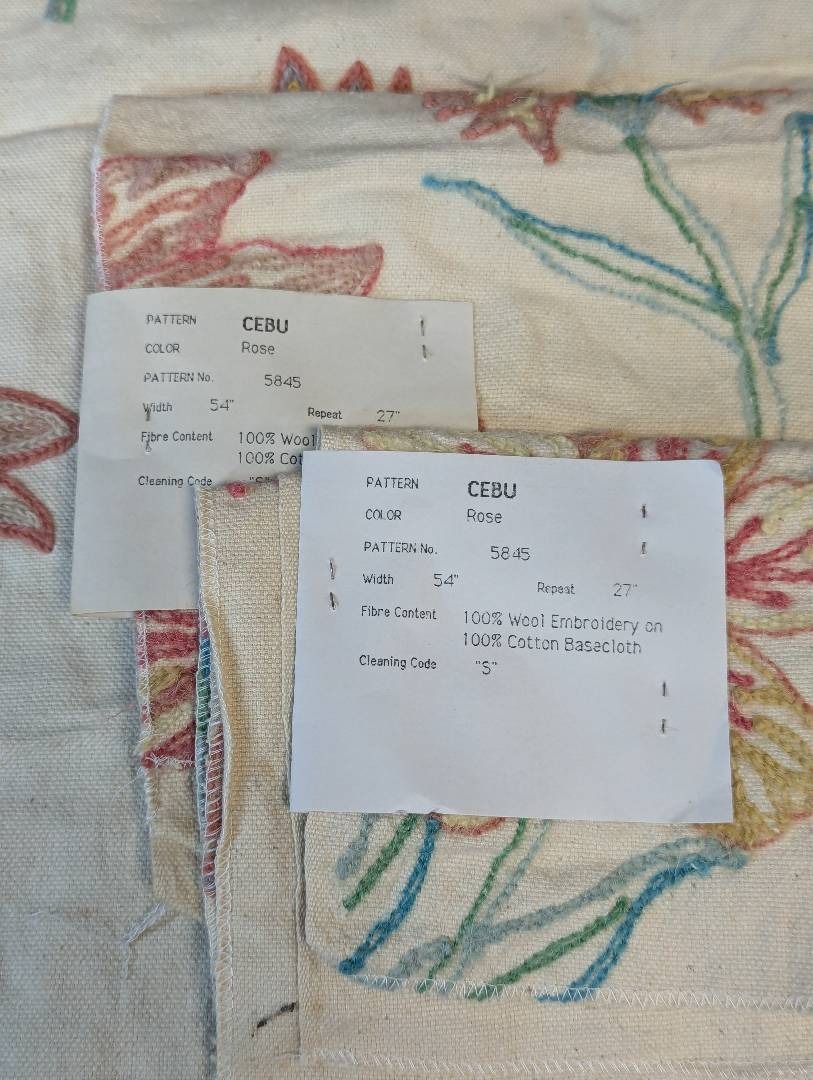 PATTERN CEBU
COLOR Rose
PATTERN No. 5845
Width 54" Repeat 27"
Fibre Content 100% Wool
100% Cot
Cleaning Code "S"
PATTERN CEBU
COLOR Rose
PATTERN No. 5845
Width 54" Repeat 27"
Fibre Content 100% Wool Embroidery on
100% Cotton Basecloth
Cleaning Code "S"